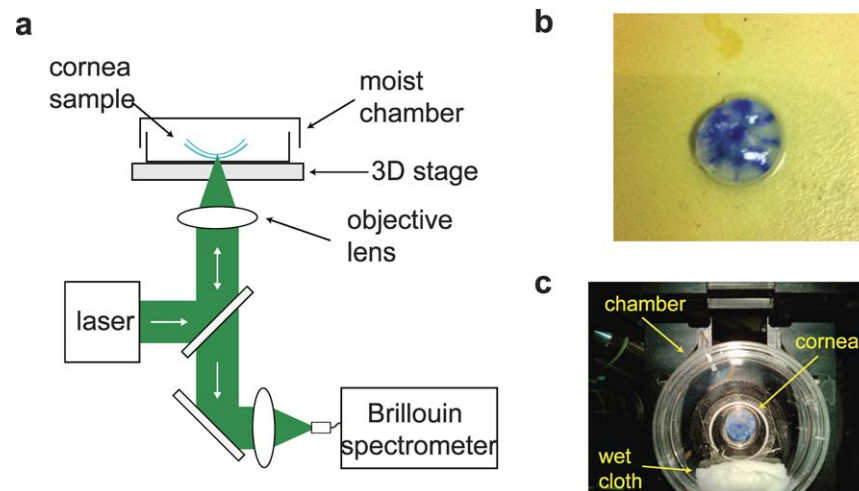 a
cornea
sample
moist
chamber
3D stage
objective
lens
laser
Brillouin
spectrometer
b
c
chamber
cornea
wet
cloth